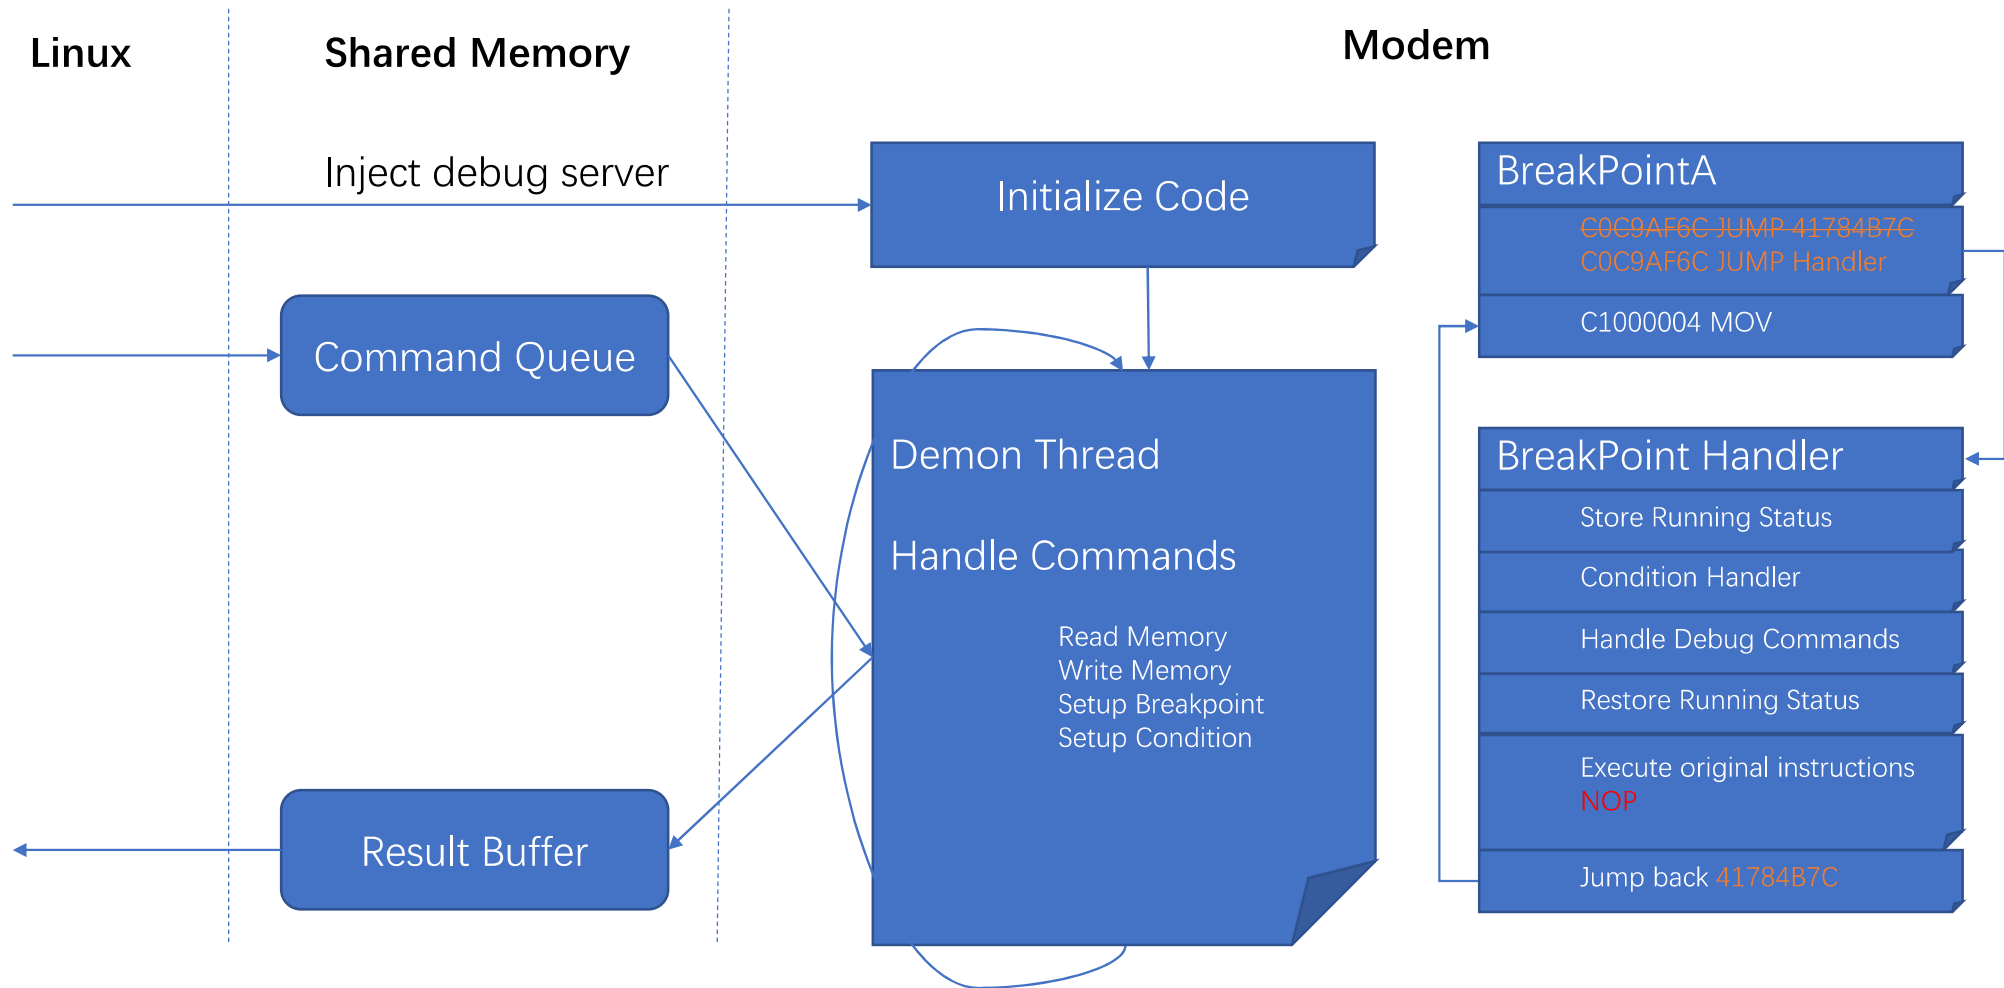 Linux
Shared Memory
Modem
Inject debug server
Initialize Code
Command Queue
Demon Thread
Handle Commands
Read Memory
Write Memory
Setup Breakpoint
Setup Condition
Result Buffer
BreakPointA
C0C9AF6C JUMP 41784B7C
C0C9AF6C JUMP Handler
C1000004 MOV
BreakPoint Handler
Store Running Status
Condition Handler
Handle Debug Commands
Restore Running Status
Execute original instructions
NOP
Jump back 41784B7C